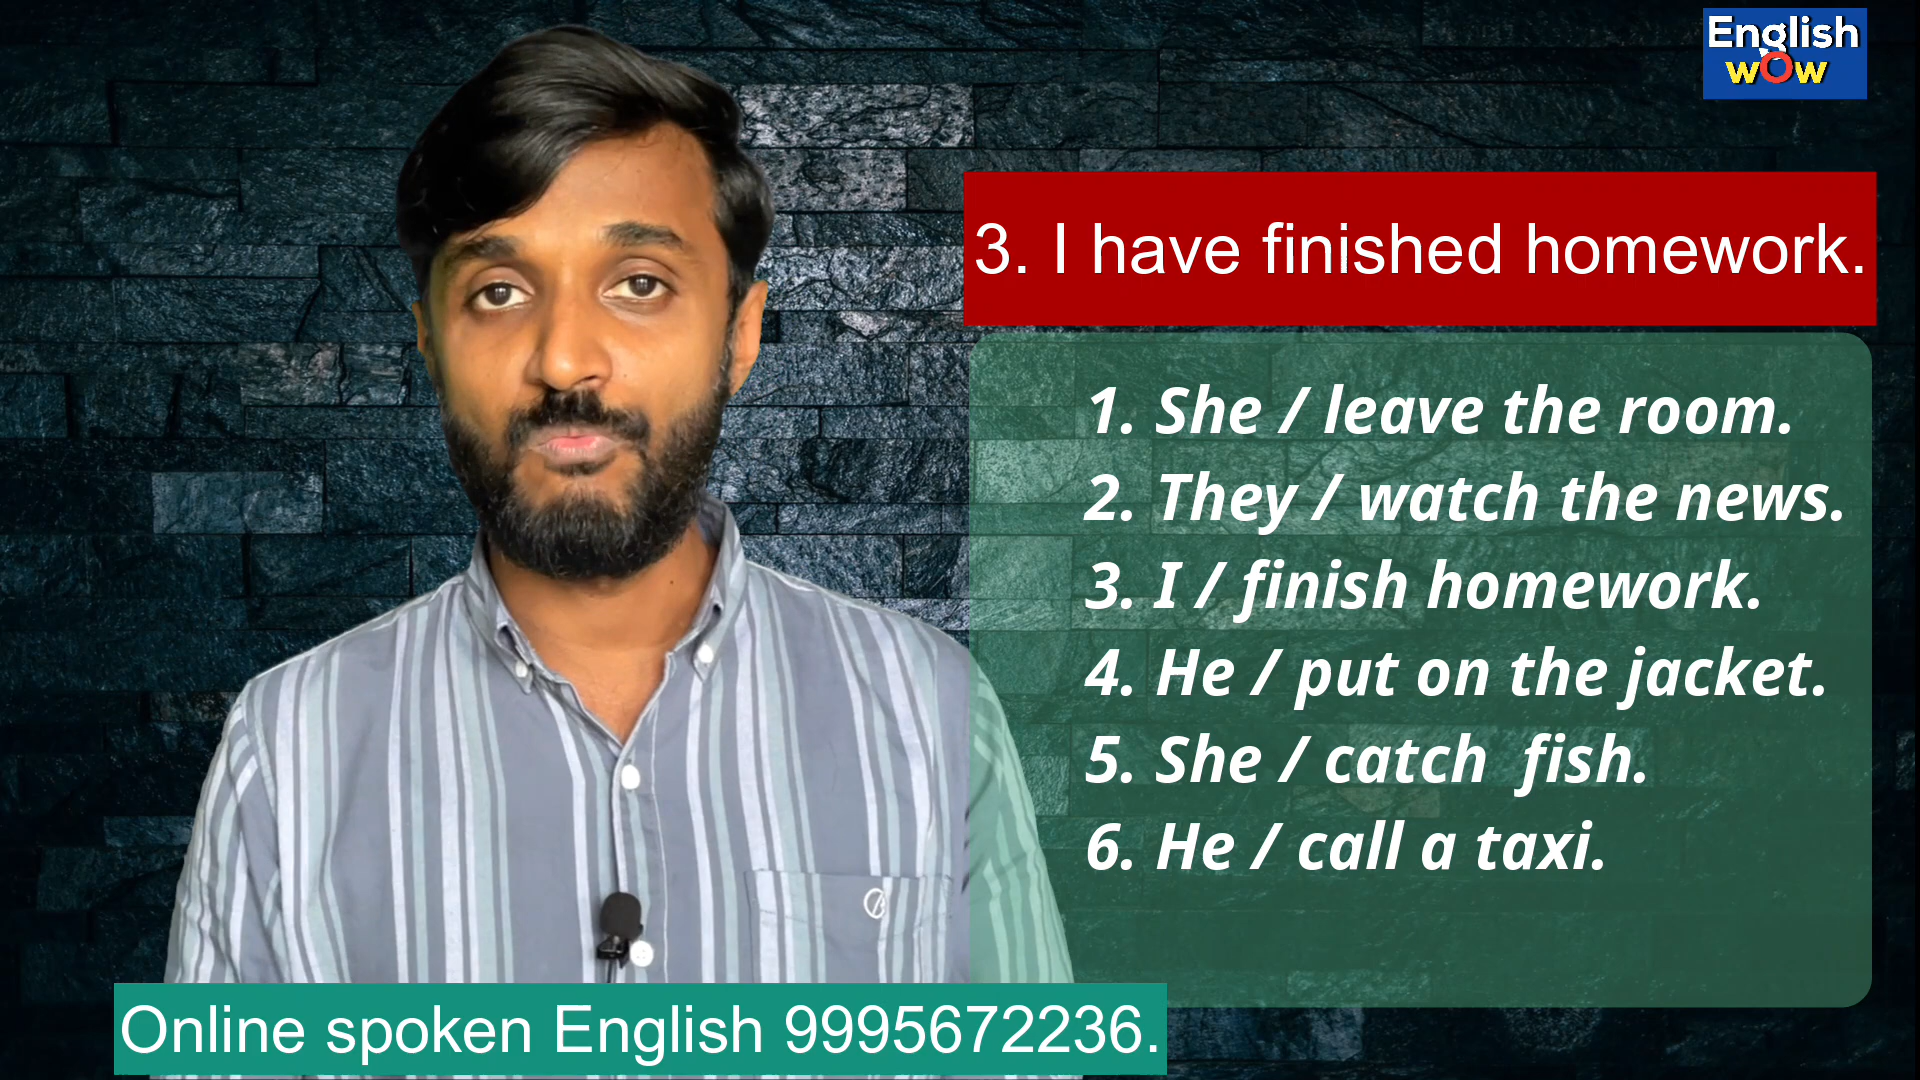 English
wOw
3. I have finished homework.
1. She / leave the room.
2. They / watch the news.
3. I / finish homework.
4. He / put on the jacket.
5. She / catch fish.
6. He / call a taxi.
Online spoken English 9995672236.